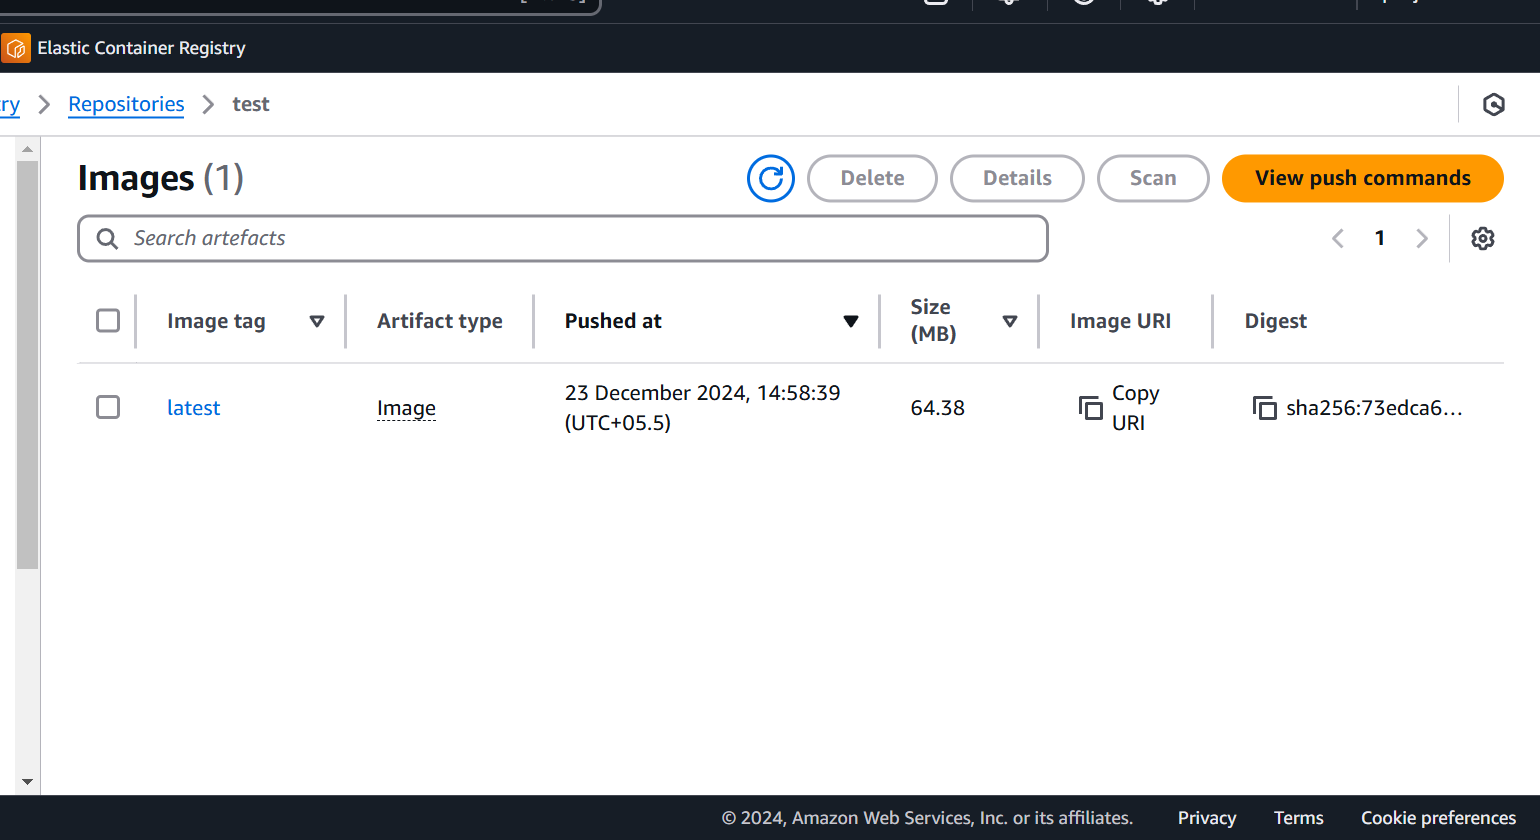 Elastic Container Registry
ry > Repositories > test
Images (1)
Delete
Details
Scan
View push commands
Search artefacts
1
Image tag
Artifact type
Pushed at
Size
(MB)
Image URI
Digest
latest
Image
23 December 2024, 14:58:39
(UTC+05.5)
64.38
Copy
URI
sha256:73edca6...
© 2024, Amazon Web Services, Inc. or its affiliates.
Privacy
Terms
Cookie preferences